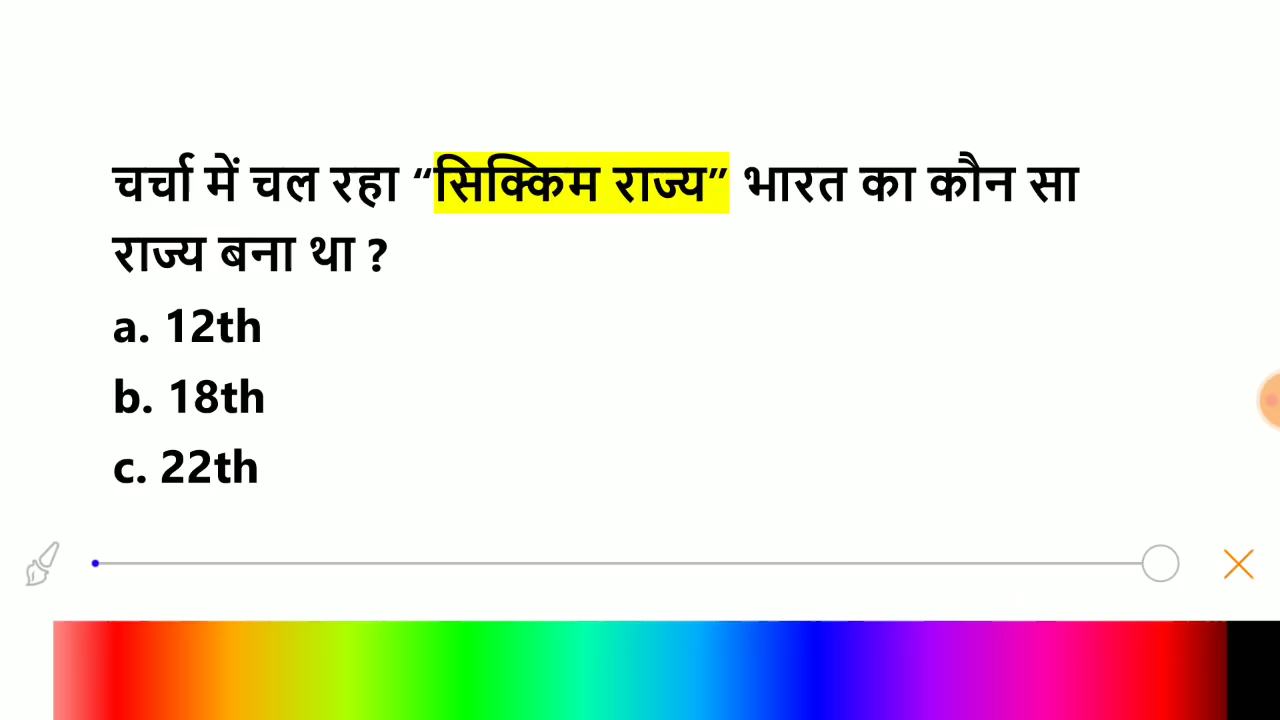 चर्चा में चल रहा “सिक्किम राज्य” भारत का कौन सा
राज्य बना था ?
a. 12th
b. 18th
c. 22th